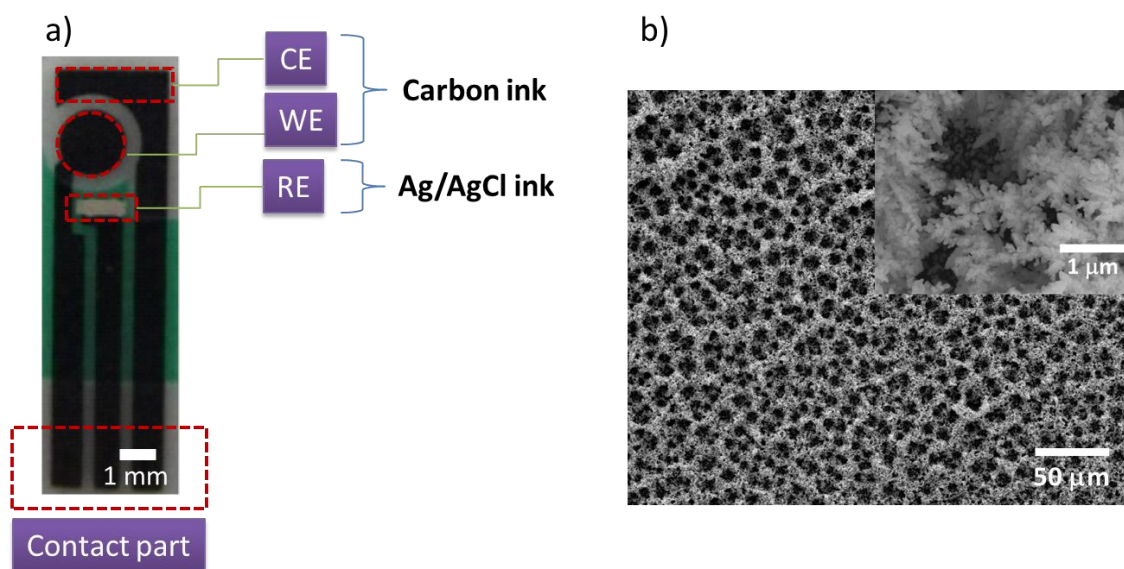 a)
CE
WE
Carbon ink
RE
Ag/AgCl ink
1 mm
Contact part
b)
1 μm
50 μm